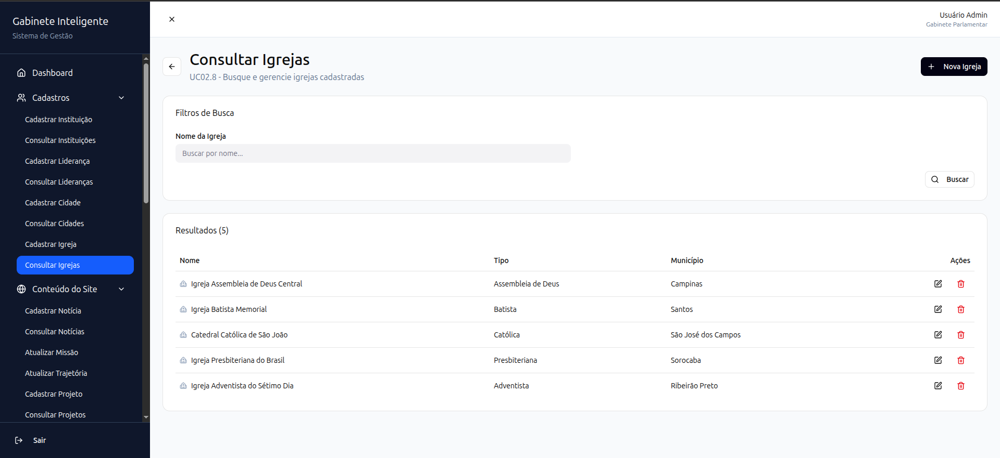 Gabinete Inteligente
Sistema de Gestão
Dashboard
Cadastros
Cadastrar Instituição
Consultar Instituições
Cadastrar Liderança
Consultar Lideranças
Cadastrar Cidade
Consultar Cidades
Cadastrar Igreja
Consultar Igrejas
Conteúdo do Site
Cadastrar Notícia
Consultar Notícias
Atualizar Missão
Atualizar Trajetória
Cadastrar Projeto
Consultar Projetos
Sair
Usuário Admin
Gabinete Parlamentar
Consultar Igrejas
UC02.8 - Busque e gerencie igrejas cadastradas
Nova Igreja
Filtros de Busca
Nome da Igreja
Buscar por nome...
Buscar
Resultados (5)
Nome Tipo Município Ações
Igreja Assembleia de Deus Central Assembleia de Deus Campinas
Igreja Batista Memorial Batista Santos
Catedral Católica de São João Católica São José dos Campos
Igreja Presbiteriana do Brasil Presbiteriana Sorocaba
Igreja Adventista do Sétimo Dia Adventista Ribeirão Preto